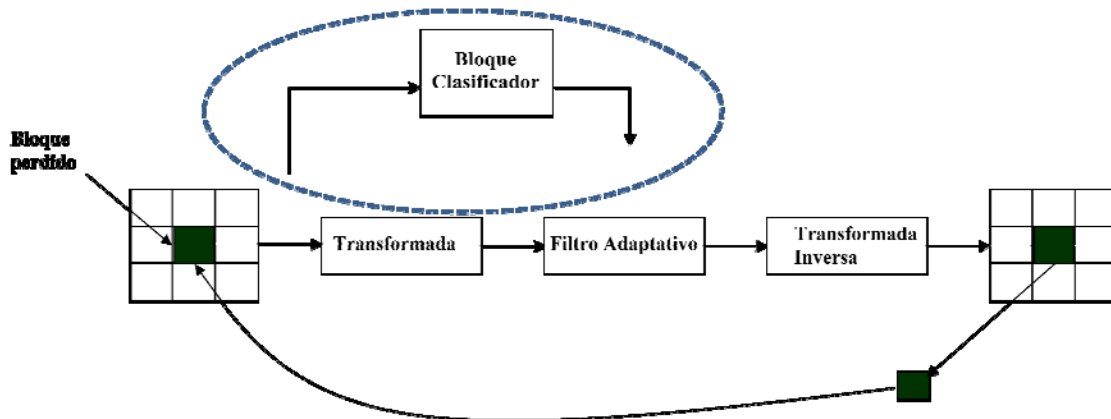 Bloque
Clasificador
Bloque
perdido
Transformada
Filtro Adaptativo
Transformada
Inversa